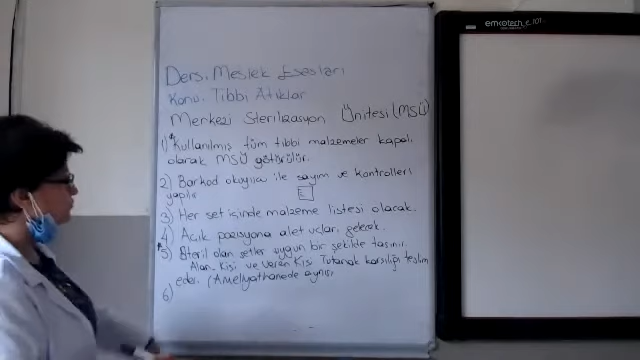 emkotech
Ders. Meslek Esasları
Konu. Tıbbi Atıklar
Merkezi Sterilizasyon Ünitesi (MSÜ)
1) Kullanılmış tüm tıbbi malzemeler kapalı
olarak MSÜ götürülür.
2) Barkod okuyucu ile sayım ve kontrolleri
yapılır
3) Her set içinde malzeme listesi olacak.
4) Açık pozisyona alet uçları gelecek.
5) Steril olan setler uygun bir şekilde taşınır.
Alan Kişi ve Veren Kişi Tutanak karşılığı teslim
eder. (Ameliyathanede aynısı
6)